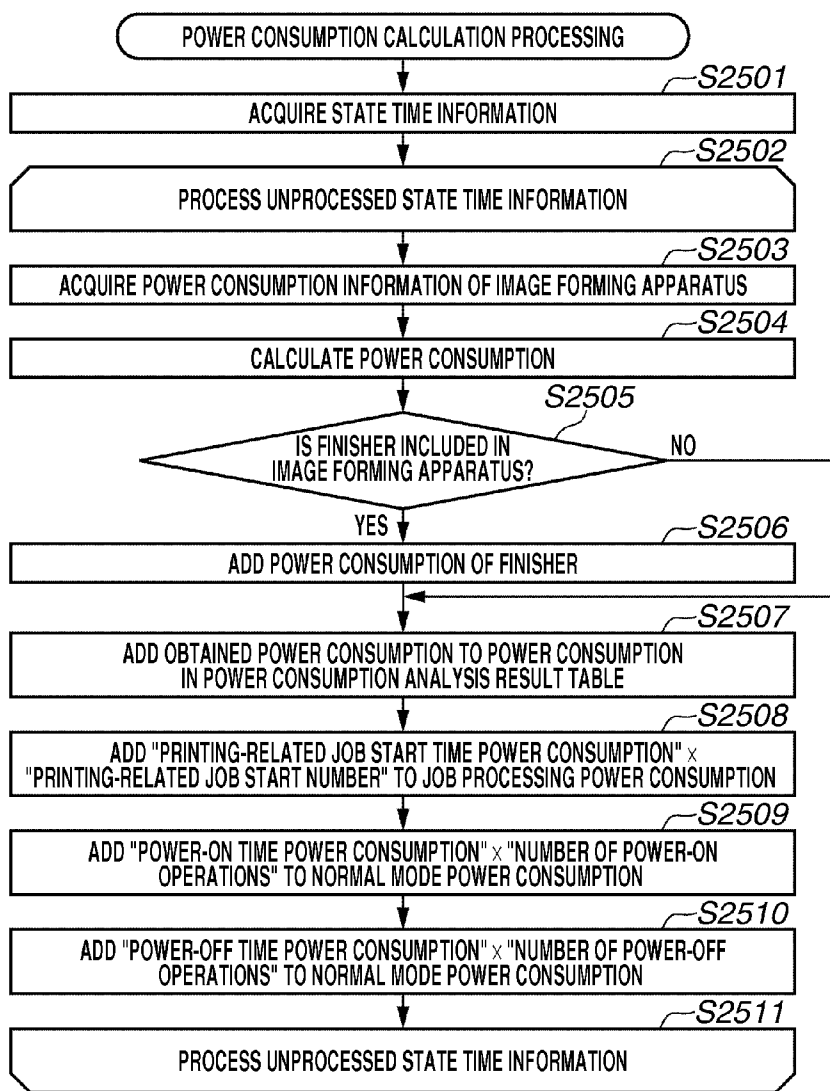 POWER CONSUMPTION CALCULATION PROCESSING
S2501
ACQUIRE STATE TIME INFORMATION
S2502
PROCESS UNPROCESSED STATE TIME INFORMATION
S2503
ACQUIRE POWER CONSUMPTION INFORMATION OF IMAGE FORMING APPARATUS
S2504
CALCULATE POWER CONSUMPTION
S2505
IS FINISHER INCLUDED IN
IMAGE FORMING APPARATUS?
NO
YES
S2506
ADD POWER CONSUMPTION OF FINISHER
S2507
ADD OBTAINED POWER CONSUMPTION TO POWER CONSUMPTION
IN POWER CONSUMPTION ANALYSIS RESULT TABLE
S2508
ADD "PRINTING-RELATED JOB START TIME POWER CONSUMPTION" ×
"PRINTING-RELATED JOB START NUMBER" TO JOB PROCESSING POWER CONSUMPTION
S2509
ADD "POWER-ON TIME POWER CONSUMPTION" × "NUMBER OF POWER-ON
OPERATIONS" TO NORMAL MODE POWER CONSUMPTION
S2510
ADD "POWER-OFF TIME POWER CONSUMPTION" × "NUMBER OF POWER-OFF
OPERATIONS" TO NORMAL MODE POWER CONSUMPTION
S2511
PROCESS UNPROCESSED STATE TIME INFORMATION